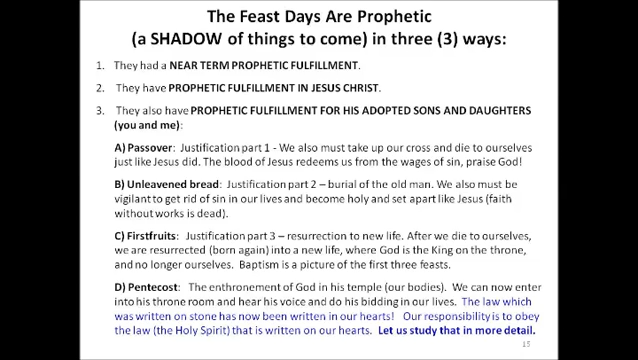 The Feast Days Are Prophetic
(a SHADOW of things to come) in three (3) ways:
1. They had a NEAR TERM PROPHETIC FULFILLMENT.
2. They have PROPHETIC FULFILLMENT IN JESUS CHRIST.
3. They also have PROPHETIC FULFILLMENT FOR HIS ADOPTED SONS AND DAUGHTERS
(you and me):
A) Passover: Justification part 1 - We also must take up our cross and die to ourselves
just like Jesus did. The blood of Jesus redeems us from the wages of sin, praise God!
B) Unleavened bread: Justification part 2 – burial of the old man. We also must be
vigilant to get rid of sin in our lives and become holy and set apart like Jesus (faith
without works is dead).
C) Firstfruits: Justification part 3 – resurrection to new life. After we die to ourselves,
we are resurrected (born again) into a new life, where God is the King on the throne,
and no longer ourselves. Baptism is a picture of the first three feasts.
D) Pentecost: The enthronement of God in his temple (our bodies). We can now enter
into his throne room and hear his voice and do his bidding in our lives. The law which
was written on stone has now been written in our hearts! Our responsibility is to obey
the law (the Holy Spirit) that is written on our hearts. Let us study that in more detail.
15